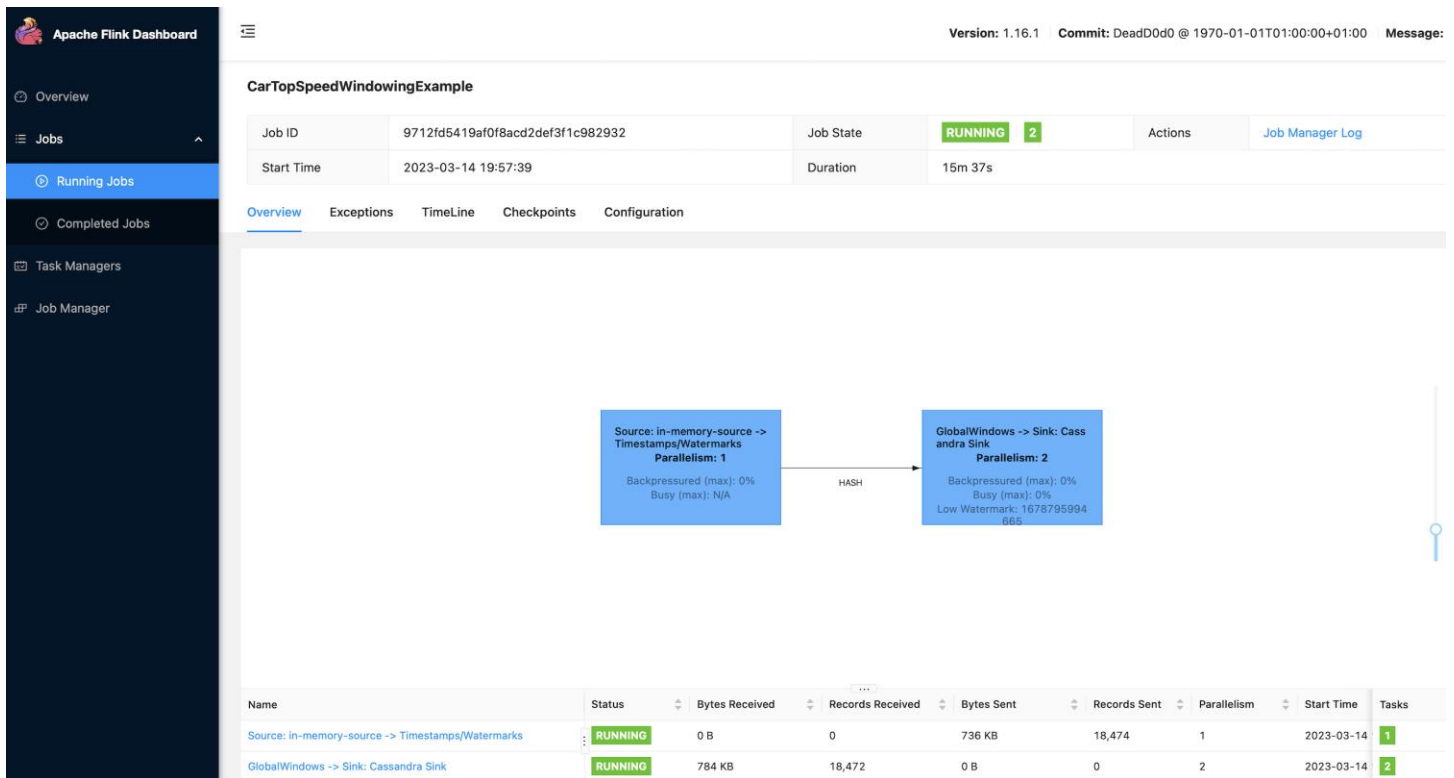 Apache Flink Dashboard
Version: 1.16.1 Commit: DeadD0d0 @ 1970-01-01T01:00:00+01:00 Message:
Overview
Jobs
Running Jobs
Completed Jobs
Task Managers
Job Manager
CarTopSpeedWindowingExample
Job ID 9712fd5419af0f8acd2def3f1c982932 Job State RUNNING 2 Actions Job Manager Log
Start Time 2023-03-14 19:57:39 Duration 15m 37s
Overview Exceptions TimeLine Checkpoints Configuration
Source: in-memory-source ->
Timestamps/Watermarks
Parallelism: 1
Backpressured (max): 0%
Busy (max): N/A
HASH
GlobalWindows -> Sink: Cass
andra Sink
Parallelism: 2
Backpressured (max): 0%
Busy (max): 0%
Low Watermark: 1678795994
665
Name Status Bytes Received Records Received Bytes Sent Records Sent Parallelism Start Time Tasks
Source: in-memory-source -> Timestamps/Watermarks RUNNING 0 B 0 736 KB 18,474 1 2023-03-14 1
GlobalWindows -> Sink: Cassandra Sink RUNNING 784 KB 18,472 0 B 0 2 2023-03-14 2